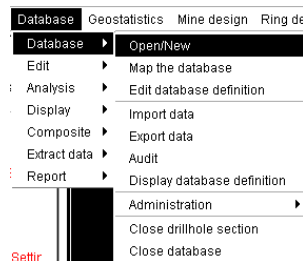 Database Geostatistics Mine design Ring de
Database
Open/New
Edit
Map the database
Analysis
Edit database definition
Display
Import data
Composite
Export data
Extract data
Audit
Report
Display database definition
Administration
Close drillhole section
Close database
Settir